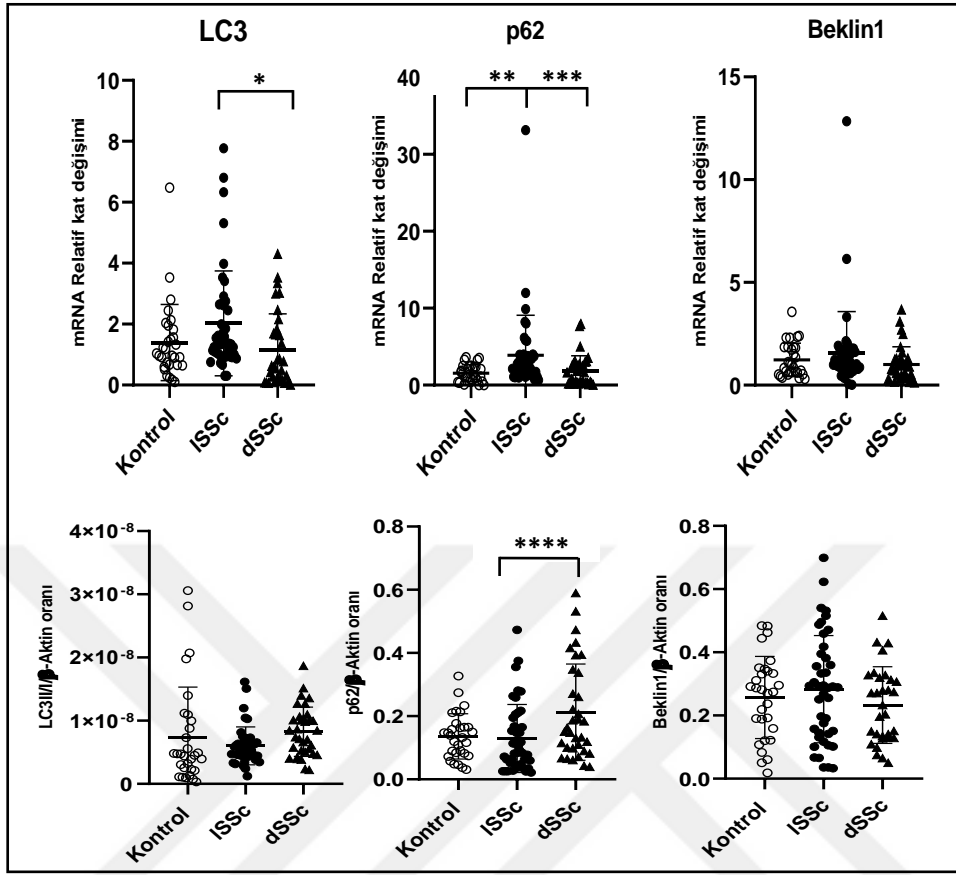 LC3
p62
Beklin1
mRNA Relatif kat değişimi
10
8
6
4
2
0
*
Kontrol
lSSc
dSSc
mRNA Relatif kat değişimi
40
30
20
10
0
**
***
Kontrol
lSSc
dSSc
mRNA Relatif kat değişimi
15
10
5
0
Kontrol
lSSc
dSSc
LC3II/I/β-Aktin oranı
4×10⁻⁸
3×10⁻⁸
2×10⁻⁸
1×10⁻⁸
0
Kontrol
lSSc
dSSc
p62/β-Aktin oranı
0.8
0.6
0.4
0.2
0.0
****
Kontrol
lSSc
dSSc
Beklin1/β-Aktin oranı
0.8
0.6
0.4
0.2
0.0
Kontrol
lSSc
dSSc